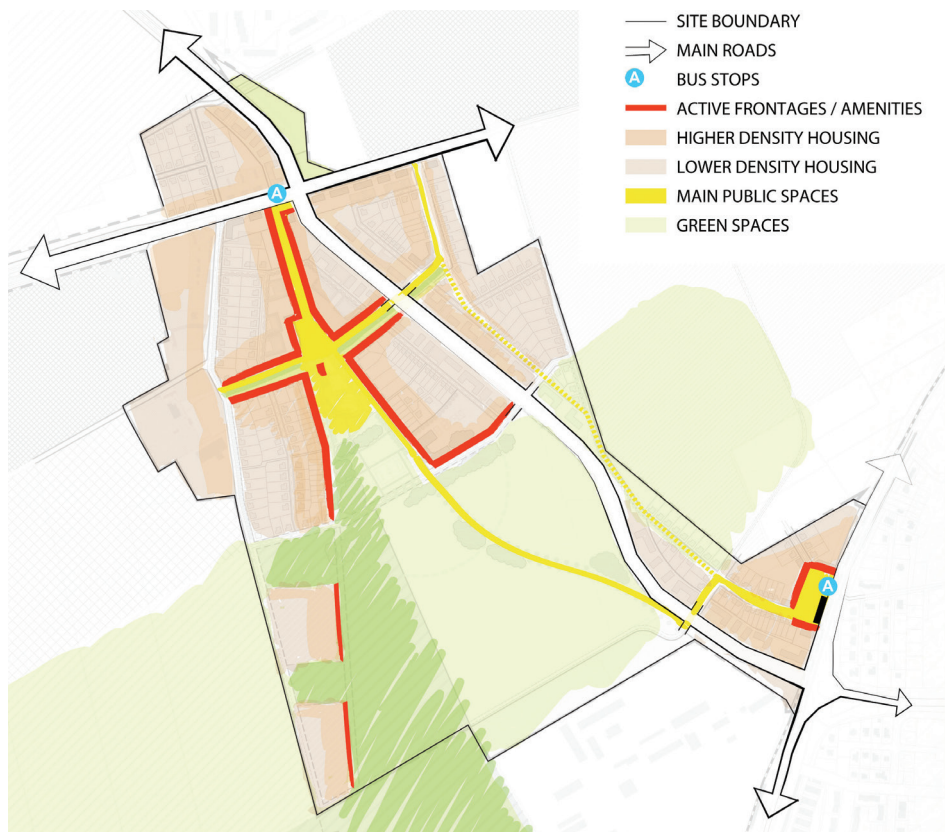 SITE BOUNDARY
MAIN ROADS
A BUS STOPS
ACTIVE FRONTAGES / AMENITIES
HIGHER DENSITY HOUSING
LOWER DENSITY HOUSING
MAIN PUBLIC SPACES
GREEN SPACES
A
A